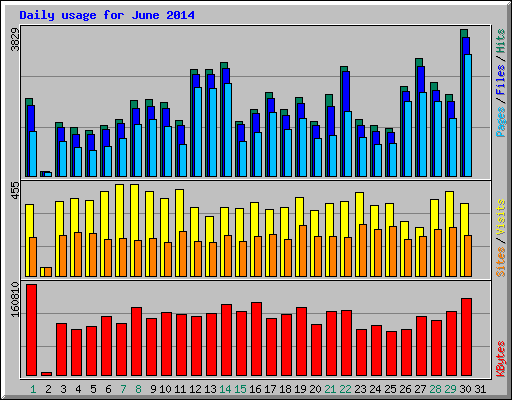 Daily usage for June 2014
3829
Pages / Files / Hits
455
Sites / Visits
160810
KBytes
1 2 3 4 5 6 7 8 9 10 11 12 13 14 15 16 17 18 19 20 21 22 23 24 25 26 27 28 29 30 31